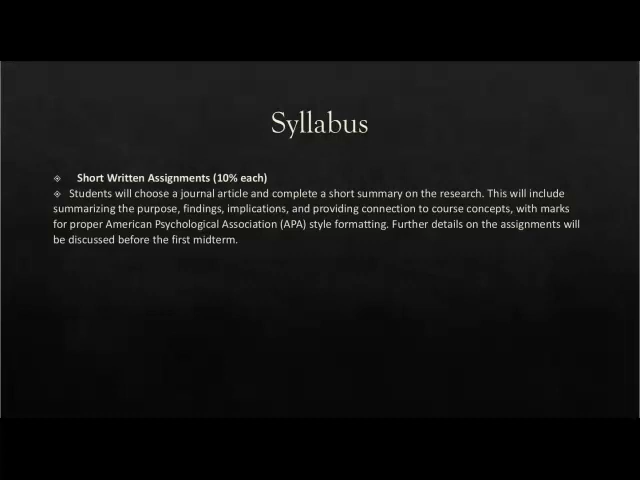 Syllabus
Short Written Assignments (10% each)
Students will choose a journal article and complete a short summary on the research. This will include
summarizing the purpose, findings, implications, and providing connection to course concepts, with marks
for proper American Psychological Association (APA) style formatting. Further details on the assignments will
be discussed before the first midterm.